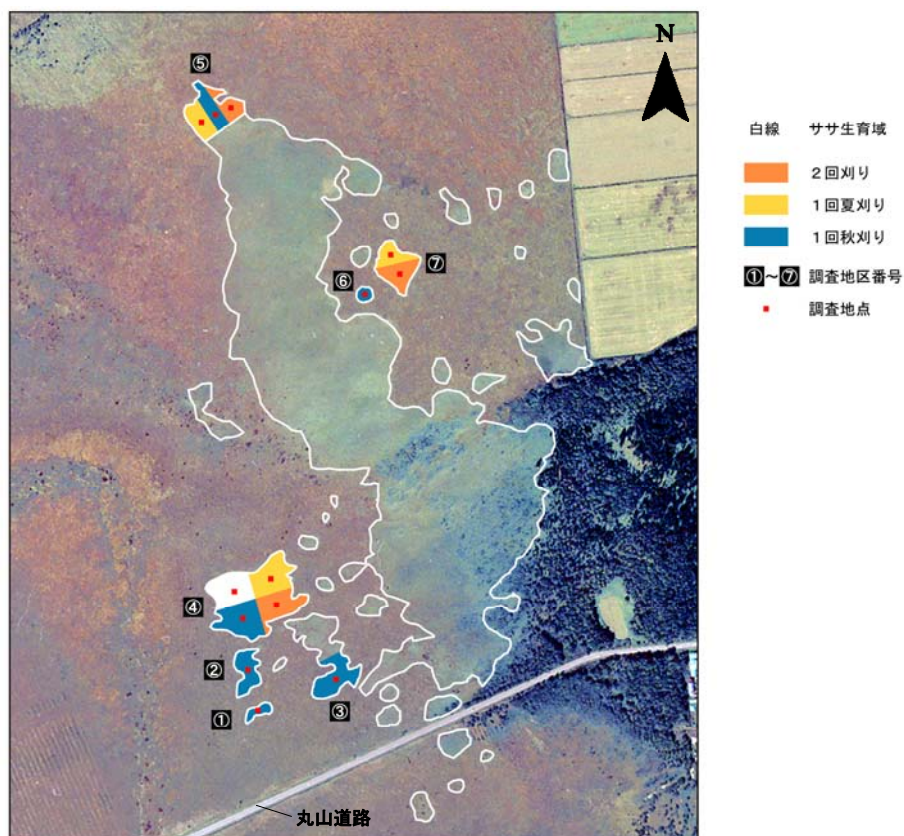 N
⑤
⑦
⑥
④
②
①
③
丸山道路
白線 ササ生育域
２回刈り
１回夏刈り
１回秋刈り
①～⑦ 調査地区番号
調査地点